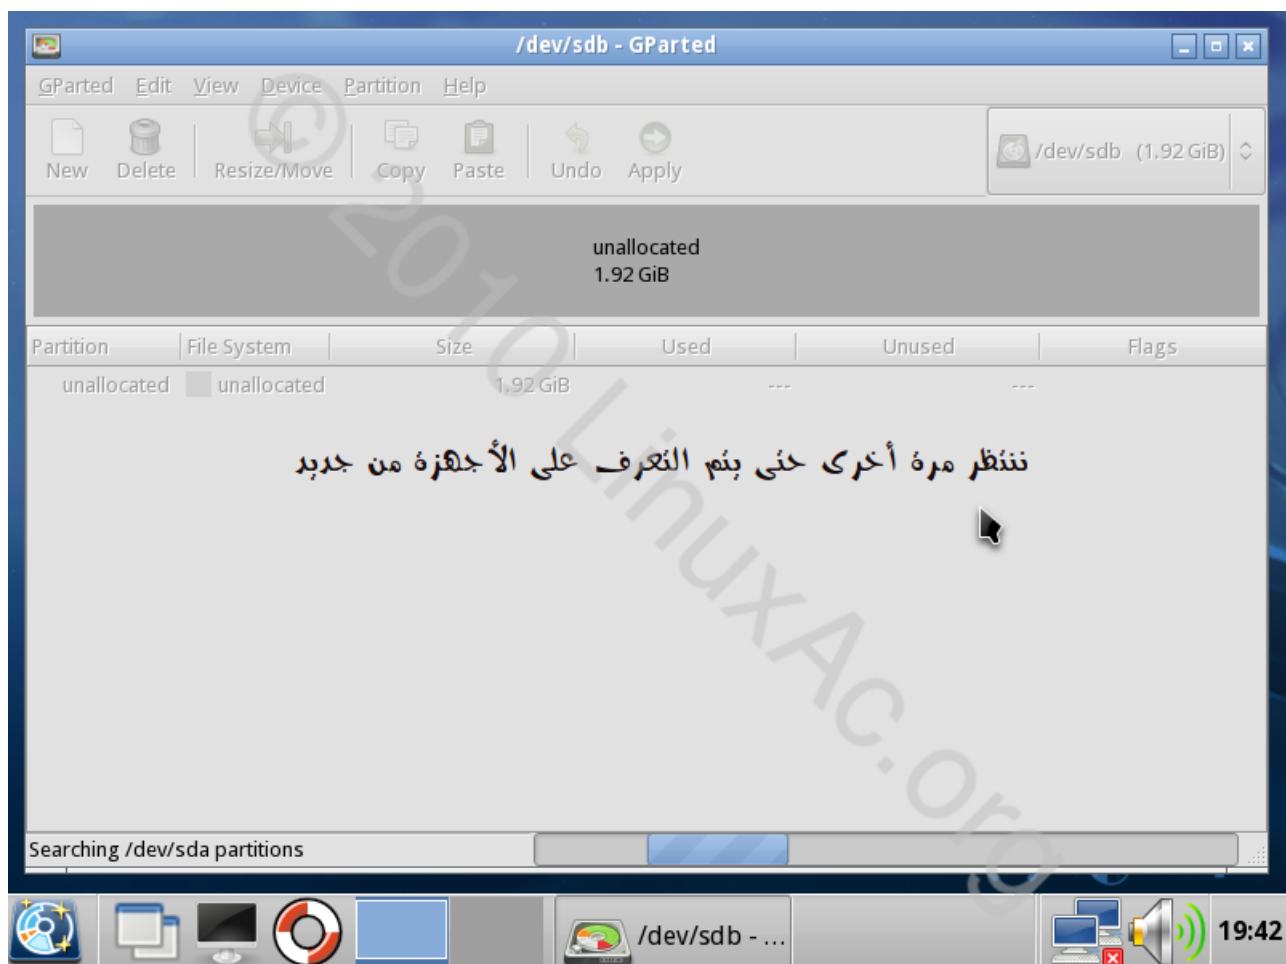 /dev/sdb - GParted
GParted Edit View Device Partition Help
New Delete Resize/Move Copy Paste Undo Apply /dev/sdb (1.92 GiB)
unallocated
1.92 GiB
Partition File System Size Used Unused Flags
unallocated unallocated 1.92 GiB --- ---
ننتظر مرة أخرى حتى يتم التعرف على الأجهزة من جديد
© 2010 LinuxAc.org
Searching /dev/sda partitions
/dev/sdb - ... 19:42